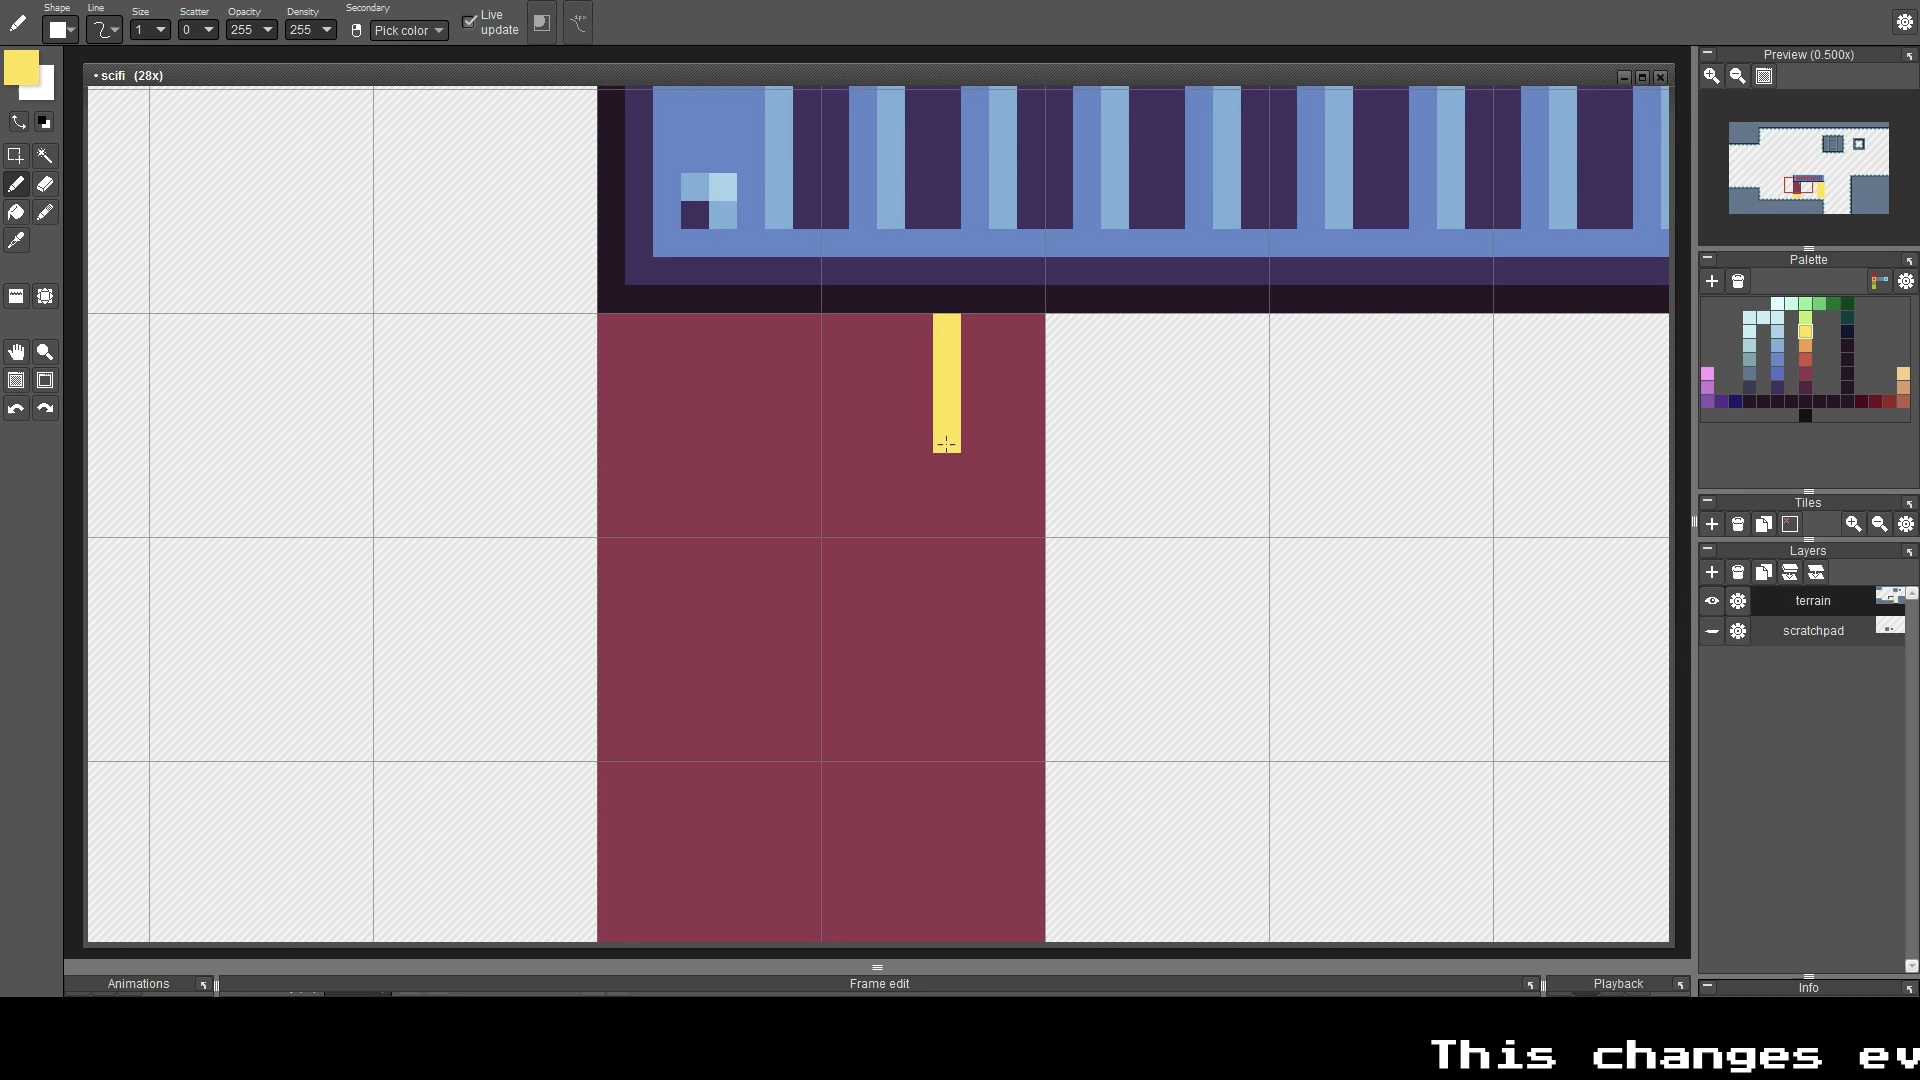 Shape
Line
Size
Scatter
Opacity
Density
Secondary
1
0
255
255
Pick color
Live
update
• scifi (28x)
Preview (0.500x)
Palette
Tiles
Layers
terrain
scratchpad
Animations
Frame edit
Playback
Info
This changes ev